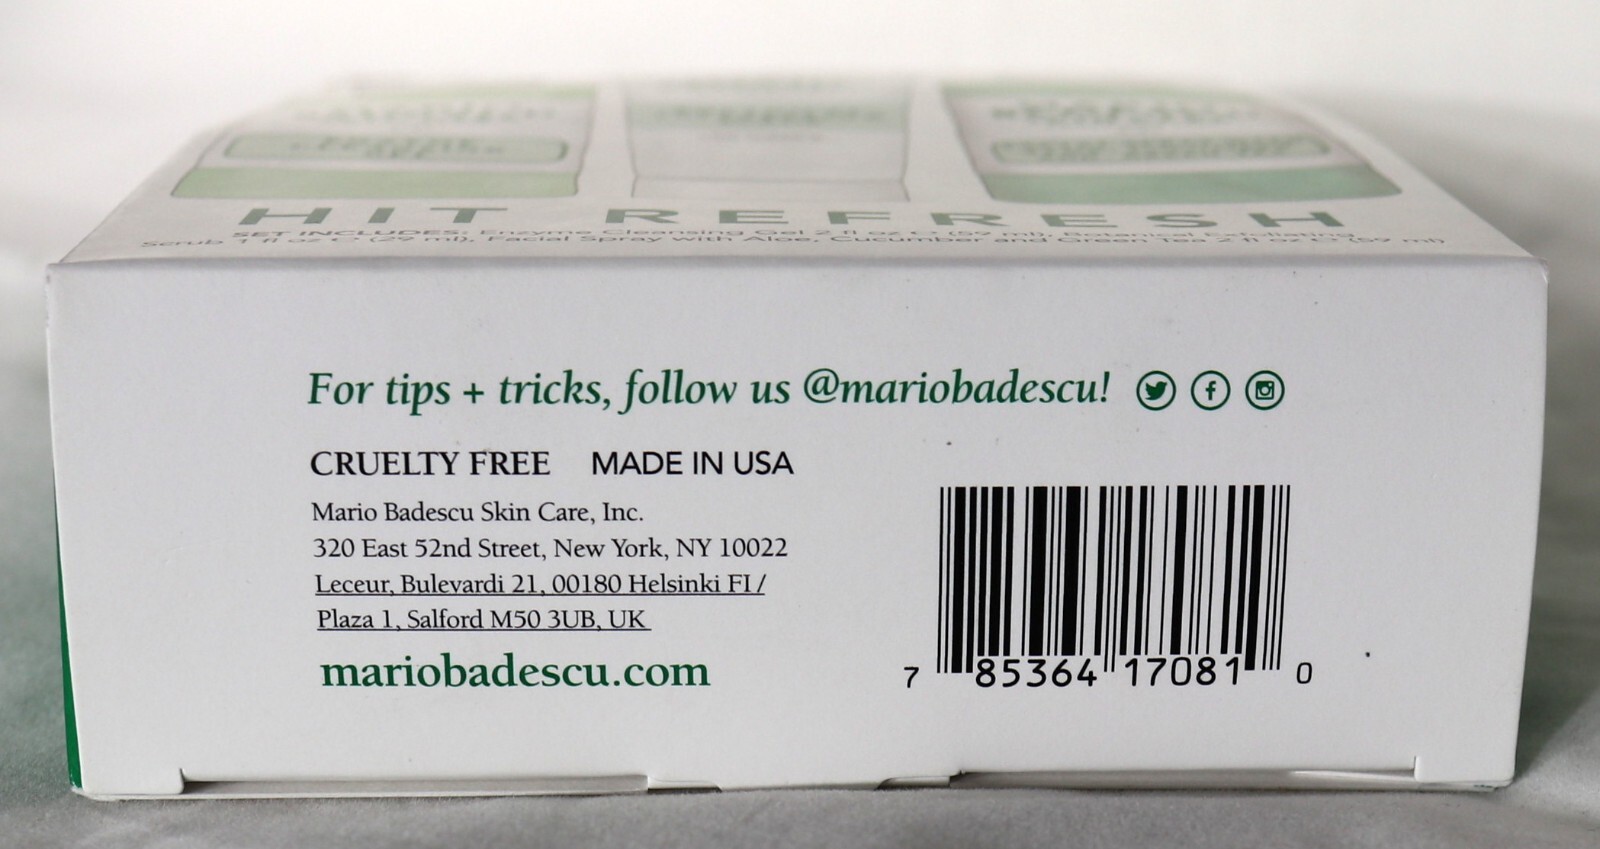 HIT REFRESH
SET INCLUDES: Enzyme Cleansing Gel 2 fl oz e (59 ml), Botanical Exfoliating
Scrub 1 fl oz e (29 ml), Facial Spray with Aloe, Cucumber and Green Tea 2 fl oz e (59 ml)
For tips + tricks, follow us @mariobadescu!
CRUELTY FREE MADE IN USA
Mario Badescu Skin Care, Inc.
320 East 52nd Street, New York, NY 10022
Leceur, Bulevardi 21, 00180 Helsinki FI /
Plaza 1, Salford M50 3UB, UK
mariobadescu.com
7 85364 17081 0